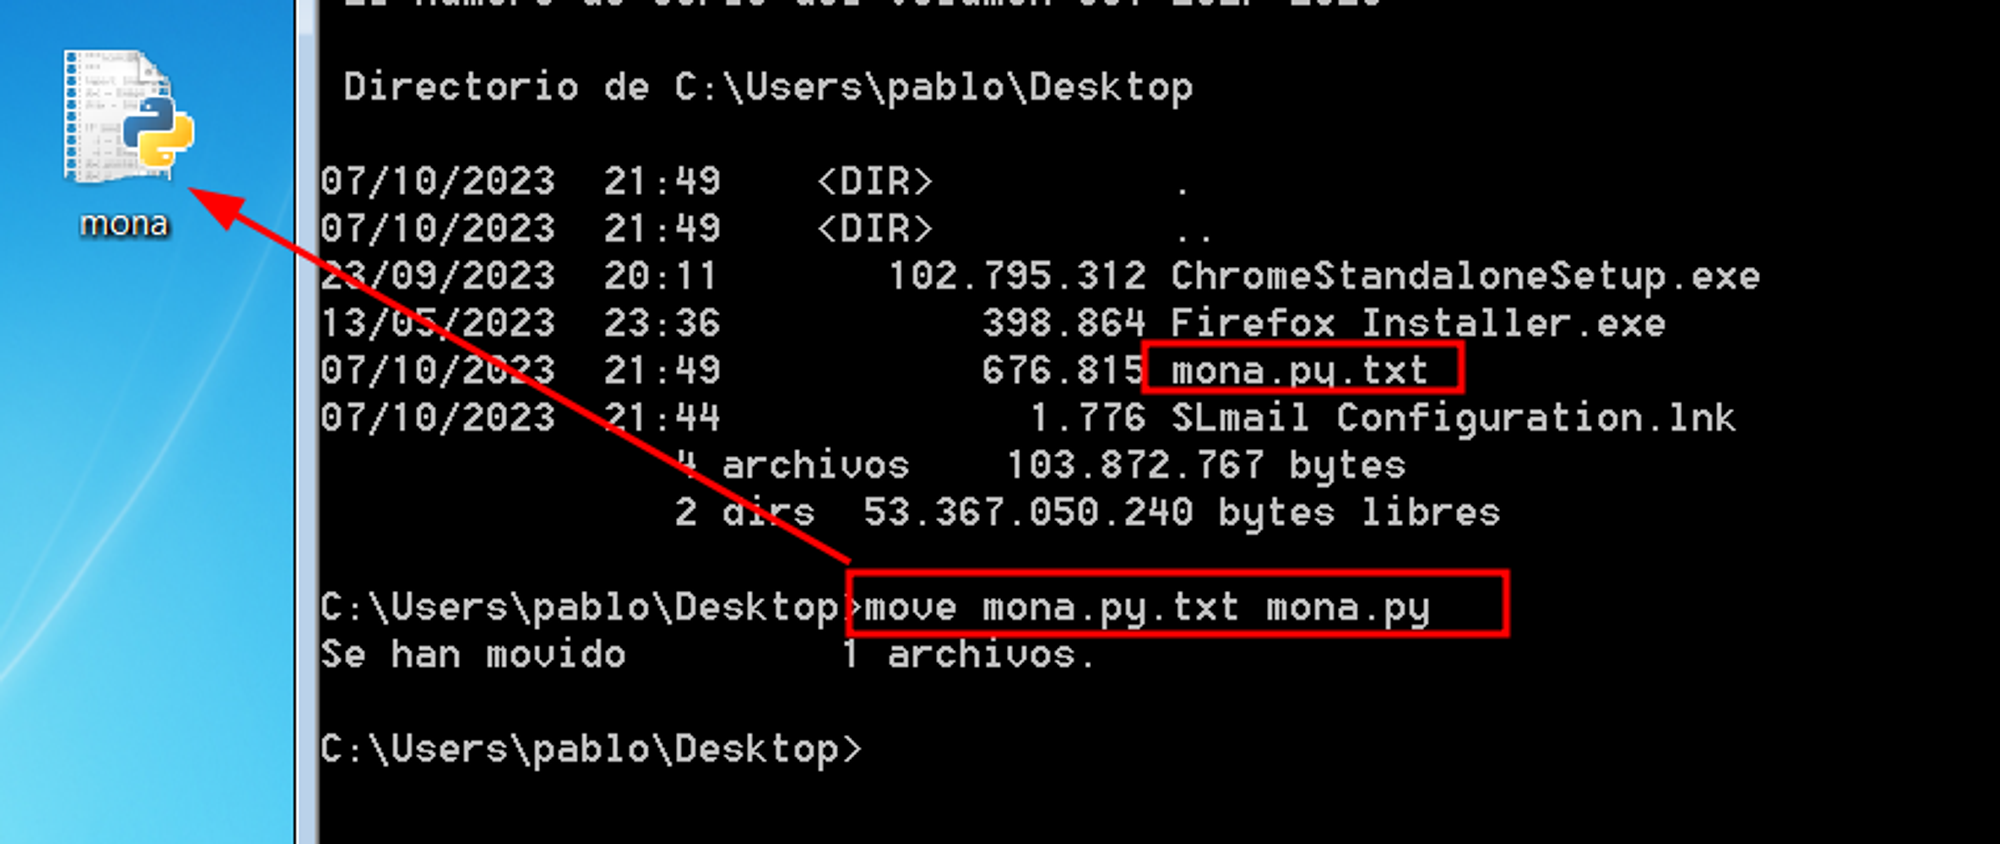 mona
Directorio de C:\Users\pablo\Desktop
07/10/2023 21:49 <DIR> .
07/10/2023 21:49 <DIR> ..
23/09/2023 20:11 102.795.312 ChromeStandaloneSetup.exe
13/05/2023 23:36 398.864 Firefox Installer.exe
07/10/2023 21:49 676.815 mona.py.txt
07/10/2023 21:44 1.776 SLmail Configuration.lnk
4 archivos 103.872.767 bytes
2 dirs 53.367.050.240 bytes libres
C:\Users\pablo\Desktop>move mona.py.txt mona.py
Se han movido 1 archivos.
C:\Users\pablo\Desktop>